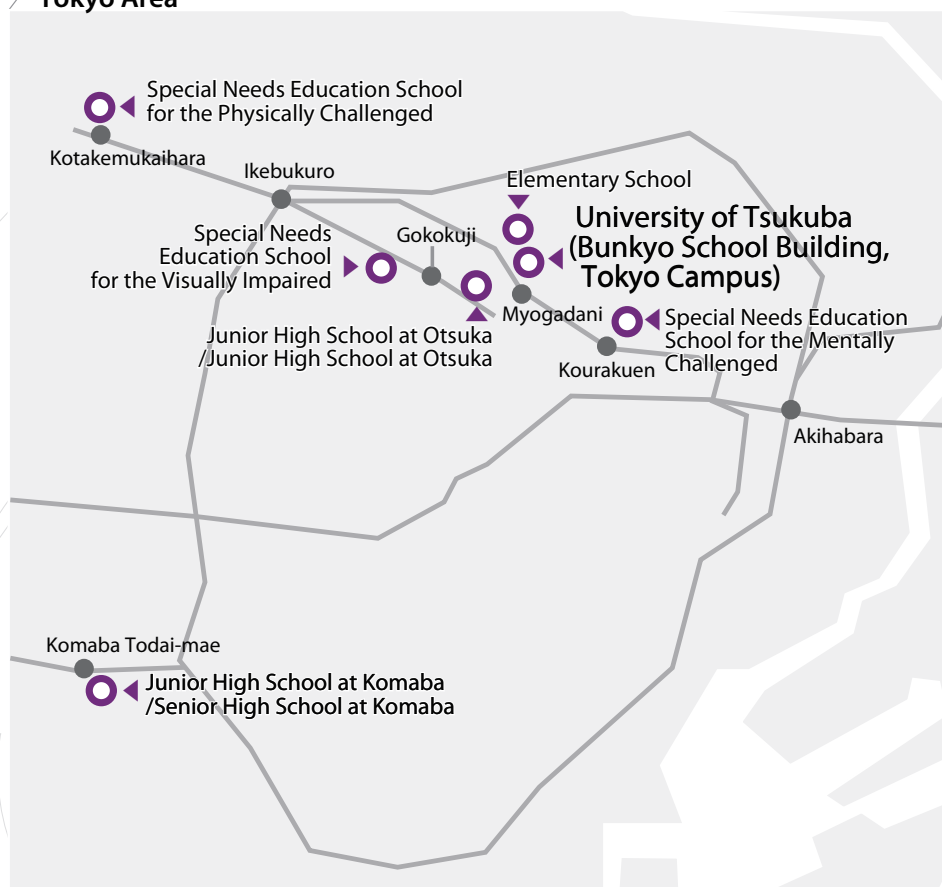 Tokyo Area
Special Needs Education School
for the Physically Challenged
Kotakemukaihara
Ikebukuro
Elementary School
University of Tsukuba
(Bunkyo School Building,
Tokyo Campus)
Special Needs
Education School
for the Visually Impaired
Gokokuji
Myogadani
Special Needs Education
School for the Mentally
Challenged
Junior High School at Otsuka
/Junior High School at Otsuka
Kourakuen
Akihabara
Komaba Todai-mae
Junior High School at Komaba
/Senior High School at Komaba